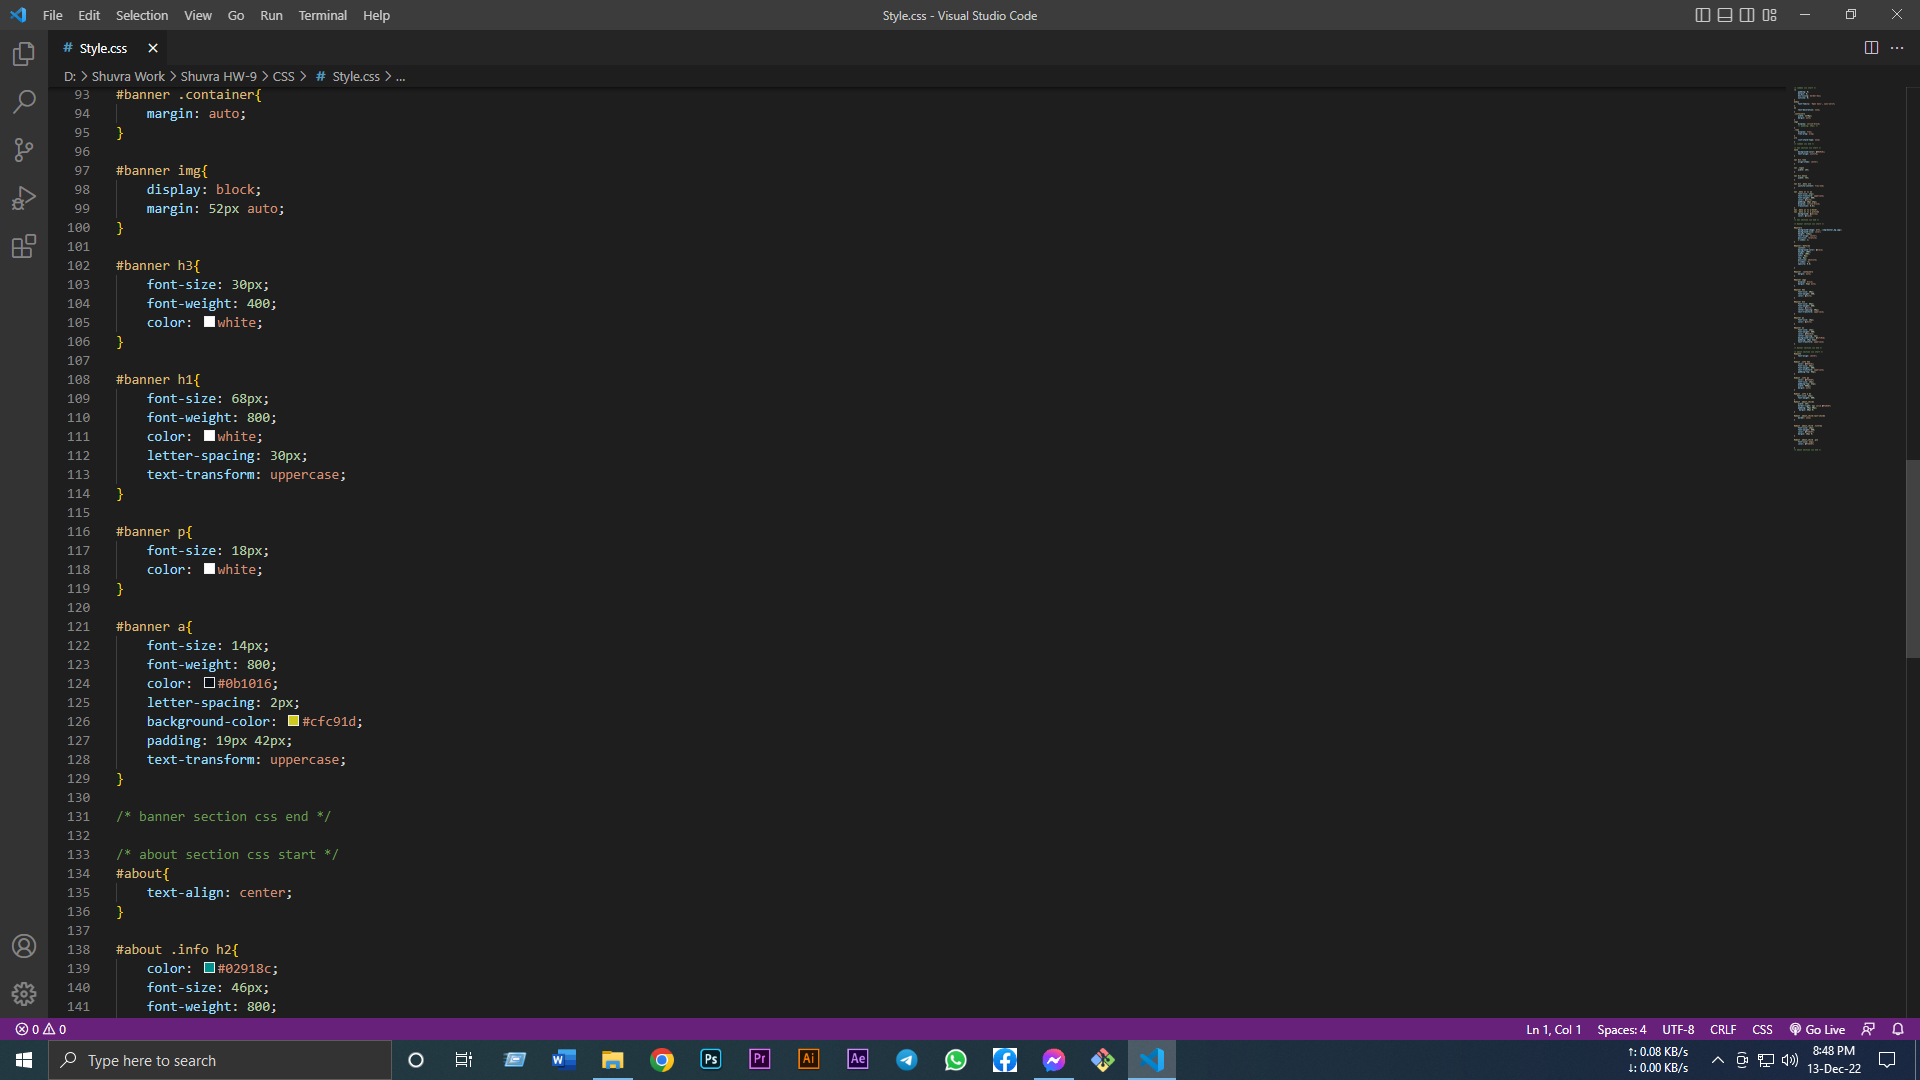 File Edit Selection View Go Run Terminal Help
Style.css - Visual Studio Code
# Style.css
D: > Shuvra Work > Shuvra HW-9 > CSS > # Style.css > ...
93 #banner .container{
94     margin: auto;
95 }
96
97 #banner img{
98     display: block;
99     margin: 52px auto;
100 }
101
102 #banner h3{
103     font-size: 30px;
104     font-weight: 400;
105     color: white;
106 }
107
108 #banner h1{
109     font-size: 68px;
110     font-weight: 800;
111     color: white;
112     letter-spacing: 30px;
113     text-transform: uppercase;
114 }
115
116 #banner p{
117     font-size: 18px;
118     color: white;
119 }
120
121 #banner a{
122     font-size: 14px;
123     font-weight: 800;
124     color: #0b1016;
125     letter-spacing: 2px;
126     background-color: #cfc91d;
127     padding: 19px 42px;
128     text-transform: uppercase;
129 }
130
131 /* banner section css end */
132
133 /* about section css start */
134 #about{
135     text-align: center;
136 }
137
138 #about .info h2{
139     color: #02918c;
140     font-size: 46px;
141     font-weight: 800;
0 0
Ln 1, Col 1 Spaces: 4 UTF-8 CRLF CSS Go Live
Type here to search
Ps
Pr
Ai
Ae
↑: 0.08 KB/s
↓: 0.00 KB/s
8:48 PM
13-Dec-22